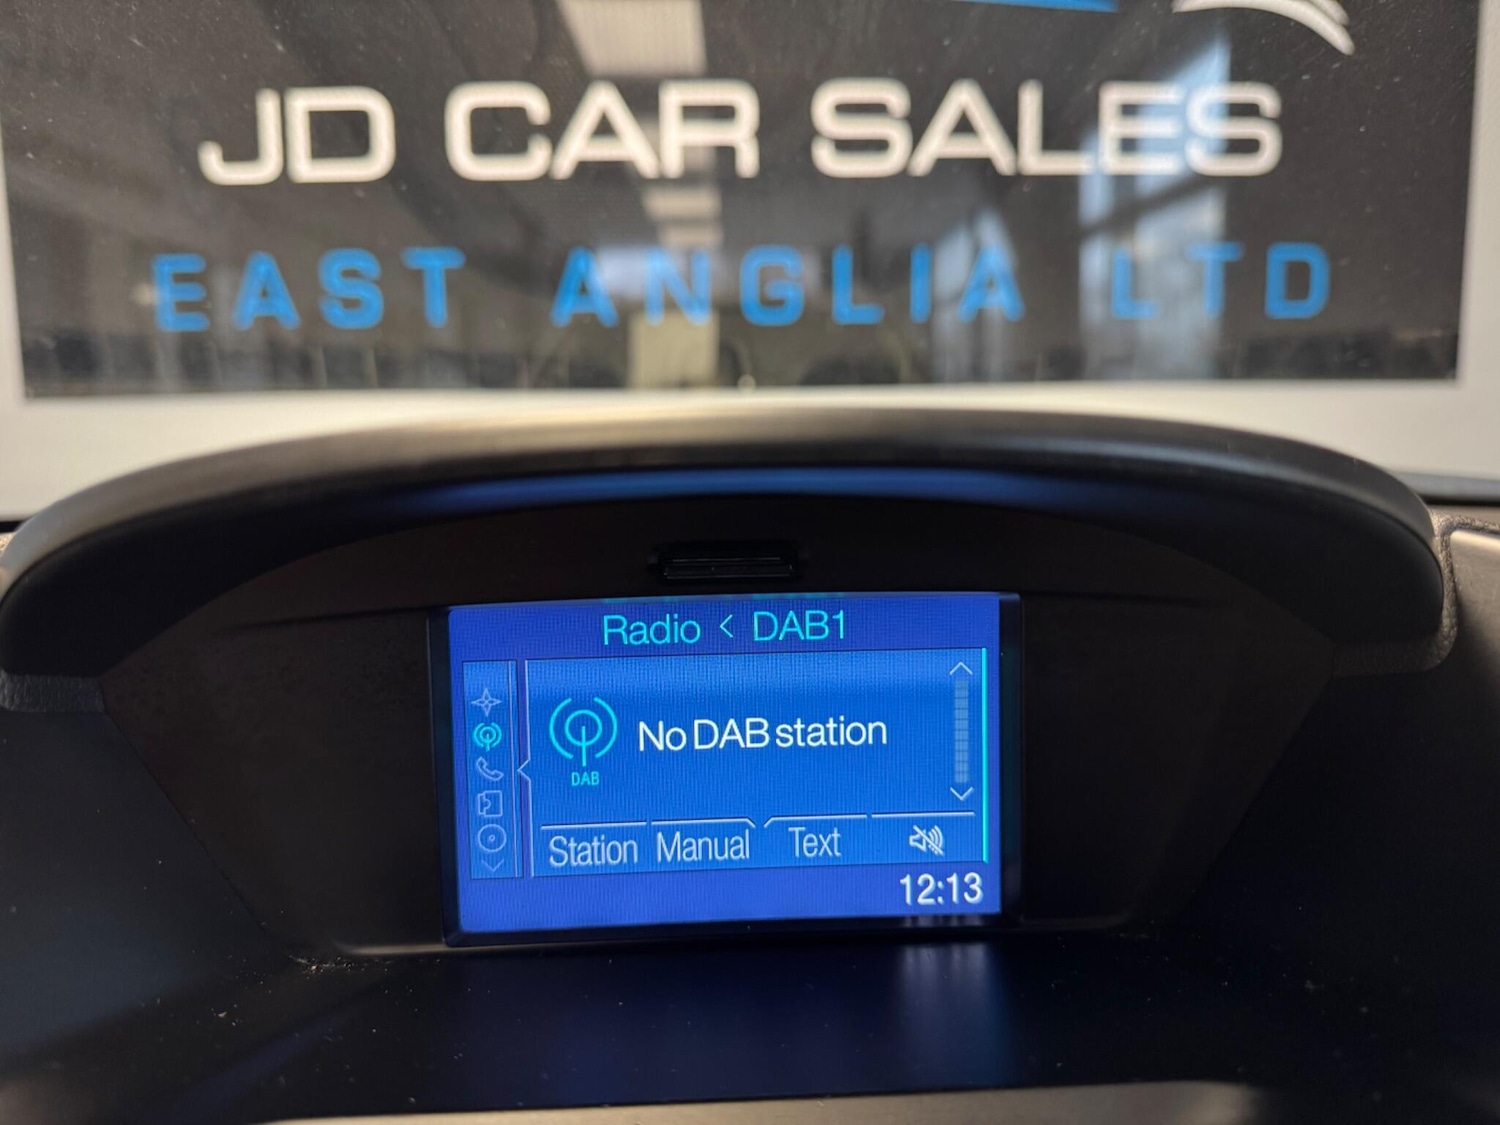 JD CAR SALES
EAST ANGLIA LTD
Radio < DAB1
No DAB station
DAB
Station Manual Text
12:13